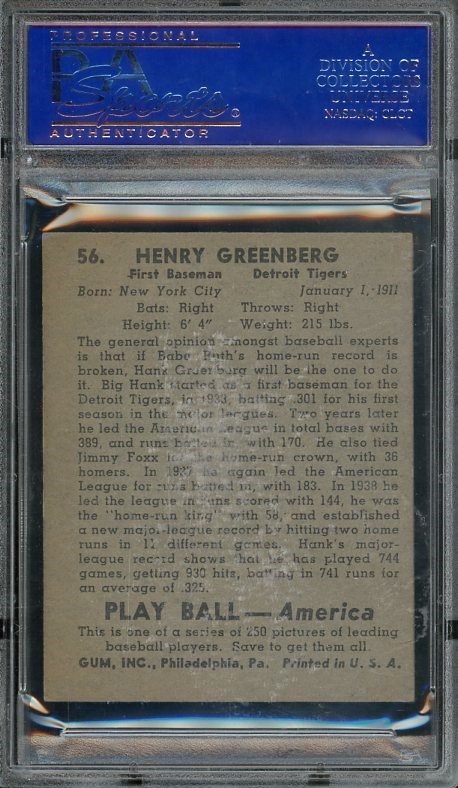 PROFESSIONAL
PSA
Sports
AUTHENTICATOR
A
DIVISION OF
COLLECTORS
UNIVERSE
NASDAQ: CLCT
56. HENRY GREENBERG
First Baseman Detroit Tigers
Born: New York City January 1, 1911
Bats: Right Throws: Right
Height: 6' 4" Weight: 215 lbs.
The general opinion amongst baseball experts
is that if Babe Ruth's home-run record is
broken, Hank Greenberg will be the one to do
it. Big Hank started as a first baseman for the
Detroit Tigers, in 1933, batting .301 for his first
season in the major leagues. Two years later
he led the American League in total bases with
389, and runs batted in, with 170. He also tied
Jimmy Foxx for the home-run crown, with 36
homers. In 1937 he again led the American
League for runs batted in, with 183. In 1938 he
led the league in runs scored with 144, he was
the "home-run king" with 58, and established
a new major-league record by hitting two home
runs in 11 different games. Hank's major-
league record shows that he has played 744
games, getting 930 hits, batting in 741 runs for
an average of .325.
PLAY BALL—America
This is one of a series of 250 pictures of leading
baseball players. Save to get them all.
GUM, INC., Philadelphia, Pa. Printed in U. S. A.